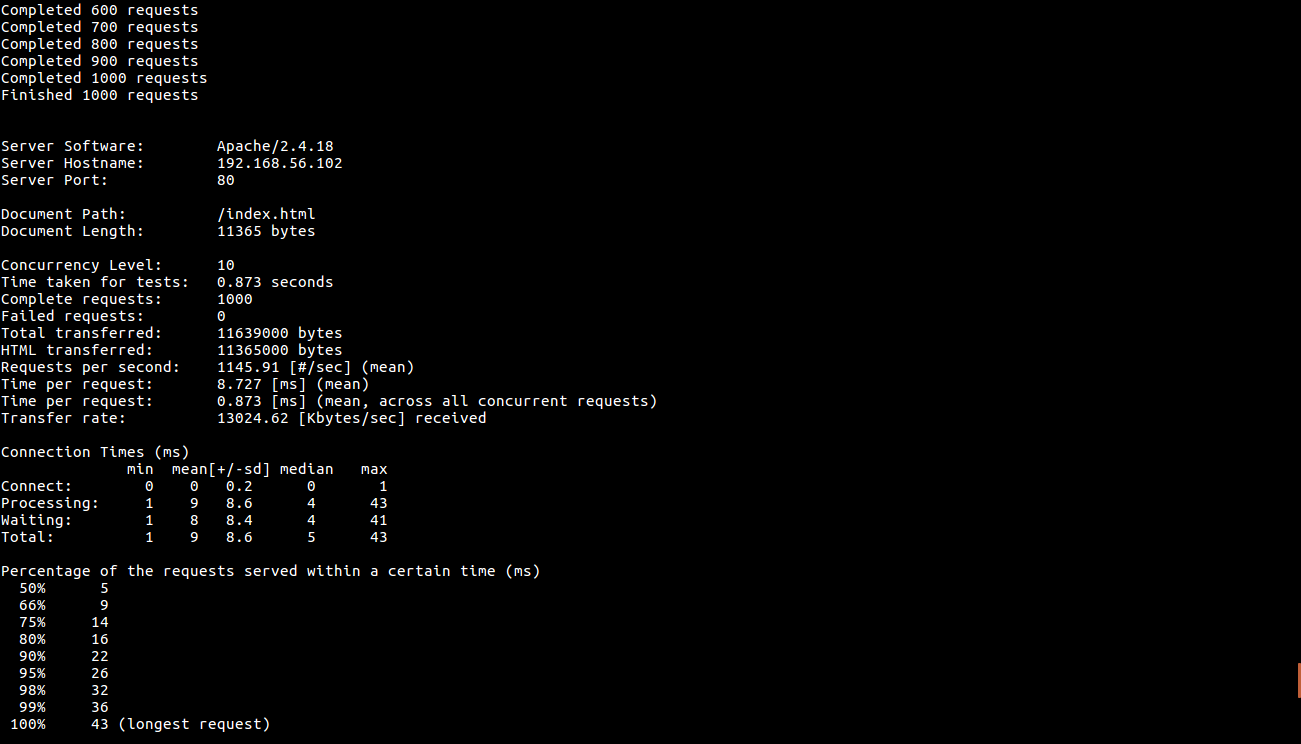 Completed 600 requests
Completed 700 requests
Completed 800 requests
Completed 900 requests
Completed 1000 requests
Finished 1000 requests
Server Software:        Apache/2.4.18
Server Hostname:        192.168.56.102
Server Port:            80
Document Path:          /index.html
Document Length:        11365 bytes
Concurrency Level:      10
Time taken for tests:   0.873 seconds
Complete requests:      1000
Failed requests:        0
Total transferred:      11639000 bytes
HTML transferred:       11365000 bytes
Requests per second:    1145.91 [#/sec] (mean)
Time per request:       8.727 [ms] (mean)
Time per request:       0.873 [ms] (mean, across all concurrent requests)
Transfer rate:          13024.62 [Kbytes/sec] received
Connection Times (ms)
              min  mean[+/-sd] median   max
Connect:        0    0   0.2      0       1
Processing:     1    9   8.6      4      43
Waiting:        1    8   8.4      4      41
Total:          1    9   8.6      5      43
Percentage of the requests served within a certain time (ms)
  50%      5
  66%      9
  75%     14
  80%     16
  90%     22
  95%     26
  98%     32
  99%     36
 100%     43 (longest request)